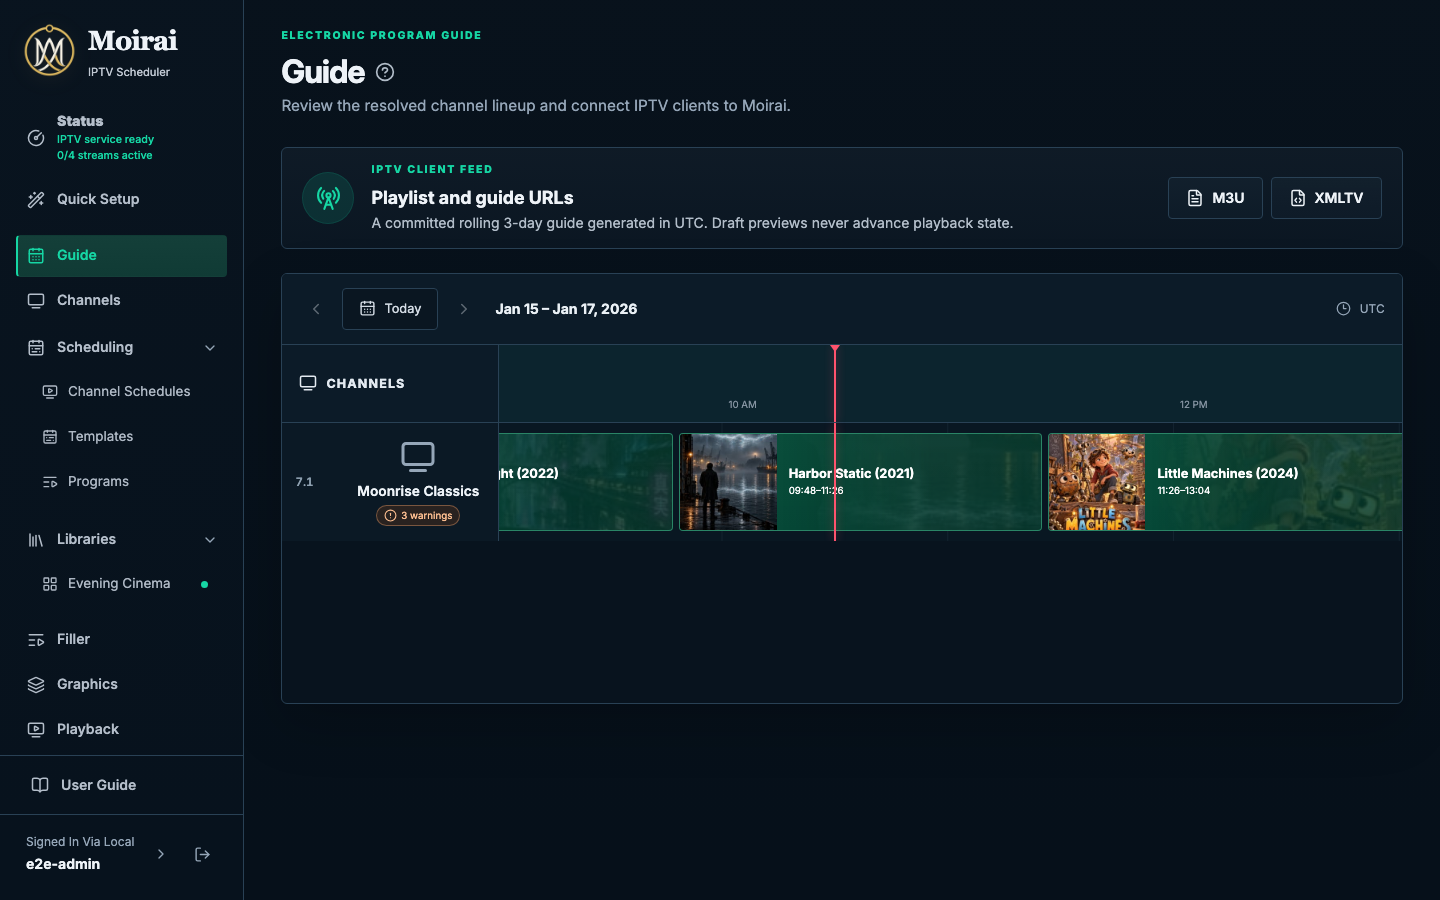 Moirai
IPTV Scheduler
Status
IPTV service ready
0/4 streams active
Quick Setup
Guide
Channels
Scheduling
Channel Schedules
Templates
Programs
Libraries
Evening Cinema
Filler
Graphics
Playback
User Guide
Signed In Via Local
e2e-admin
ELECTRONIC PROGRAM GUIDE
Guide
Review the resolved channel lineup and connect IPTV clients to Moirai.
IPTV CLIENT FEED
Playlist and guide URLs
A committed rolling 3-day guide generated in UTC. Draft previews never advance playback state.
M3U
XMLTV
Today
Jan 15 – Jan 17, 2026
UTC
CHANNELS
10 AM
12 PM
7.1
Moonrise Classics
3 warnings
ht (2022)
Harbor Static (2021)
09:48–11:26
LITTLE
MACHINES
Little Machines (2024)
11:26–13:04